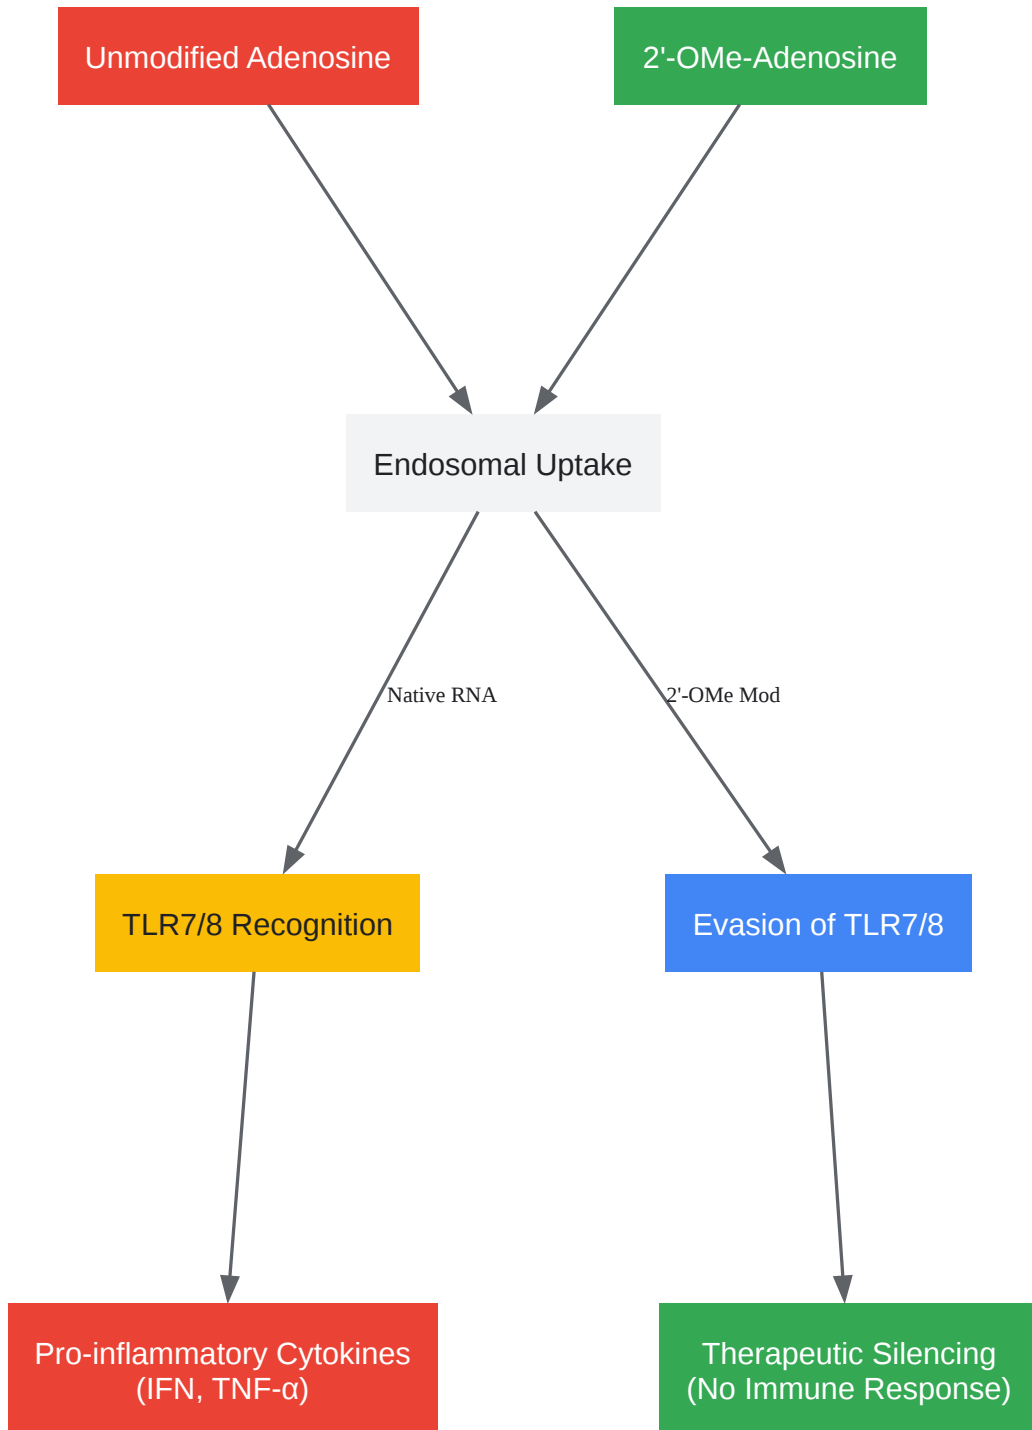 Unmodified Adenosine
2'-OMe-Adenosine
Endosomal Uptake
Native RNA
2'-OMe Mod
TLR7/8 Recognition
Evasion of TLR7/8
Pro-inflammatory Cytokines
(IFN, TNF-α)
Therapeutic Silencing
(No Immune Response)